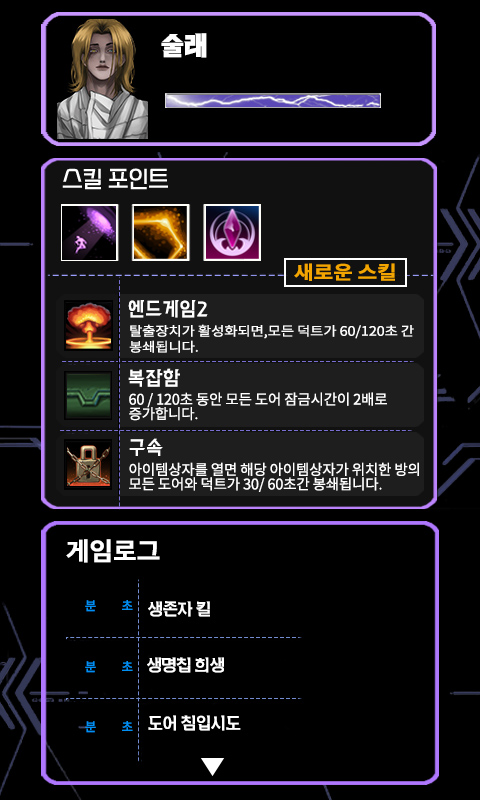 술래
스킬 포인트
새로운 스킬
엔드게임2
탈출장치가 활성화되면,모든 덕트가 60/120초 간
봉쇄됩니다.
복잡함
60 / 120초 동안 모든 도어 잠금시간이 2배로
증가합니다.
구속
아이템상자를 열면 해당 아이템상자가 위치한 방의
모든 도어와 덕트가 30/ 60초간 봉쇄됩니다.
게임로그
분 초 생존자 킬
분 초 생명칩 희생
분 초 도어 침입시도